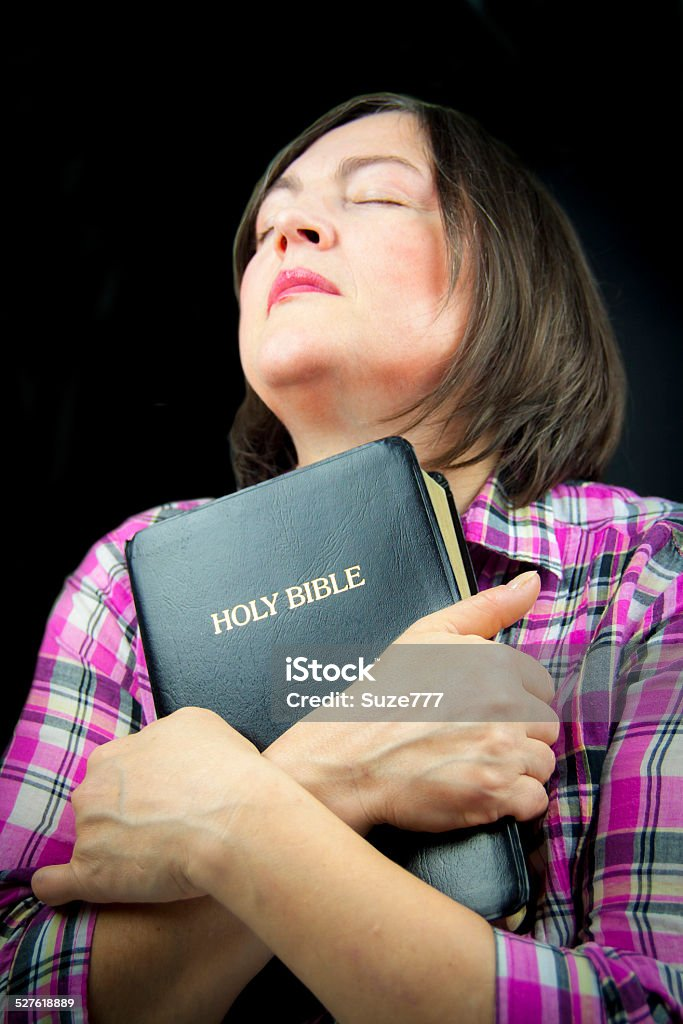 HOLY BIBLE
iStock
Credit: Suze777
527618889